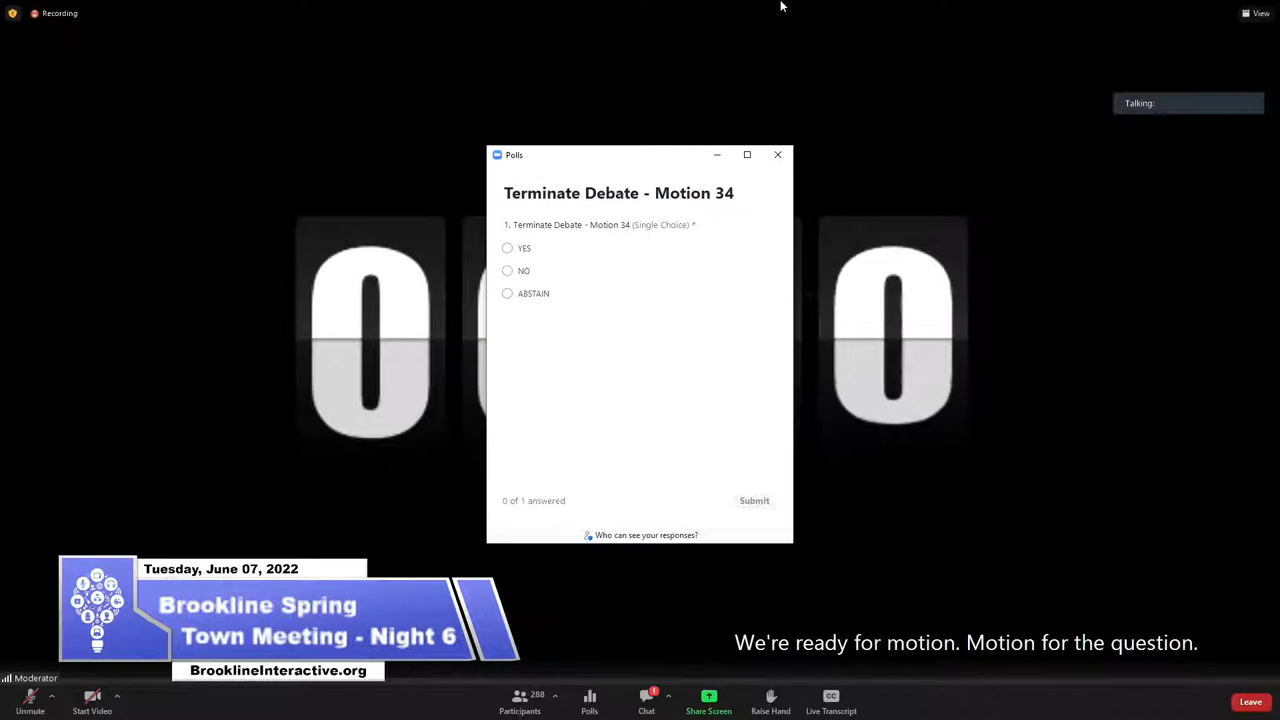 Recording
View
Talking:
Polls
Terminate Debate - Motion 34
1. Terminate Debate - Motion 34 (Single Choice) *
YES
NO
ABSTAIN
0 0
0 of 1 answered
Submit
Who can see your responses?
Tuesday, June 07, 2022
Brookline Spring
Town Meeting - Night 6
BrooklineInteractive.org
We're ready for motion. Motion for the question.
Moderator
Unmute
Start Video
288
Participants
Polls
1
Chat
Share Screen
Raise Hand
CC
Live Transcript
Leave